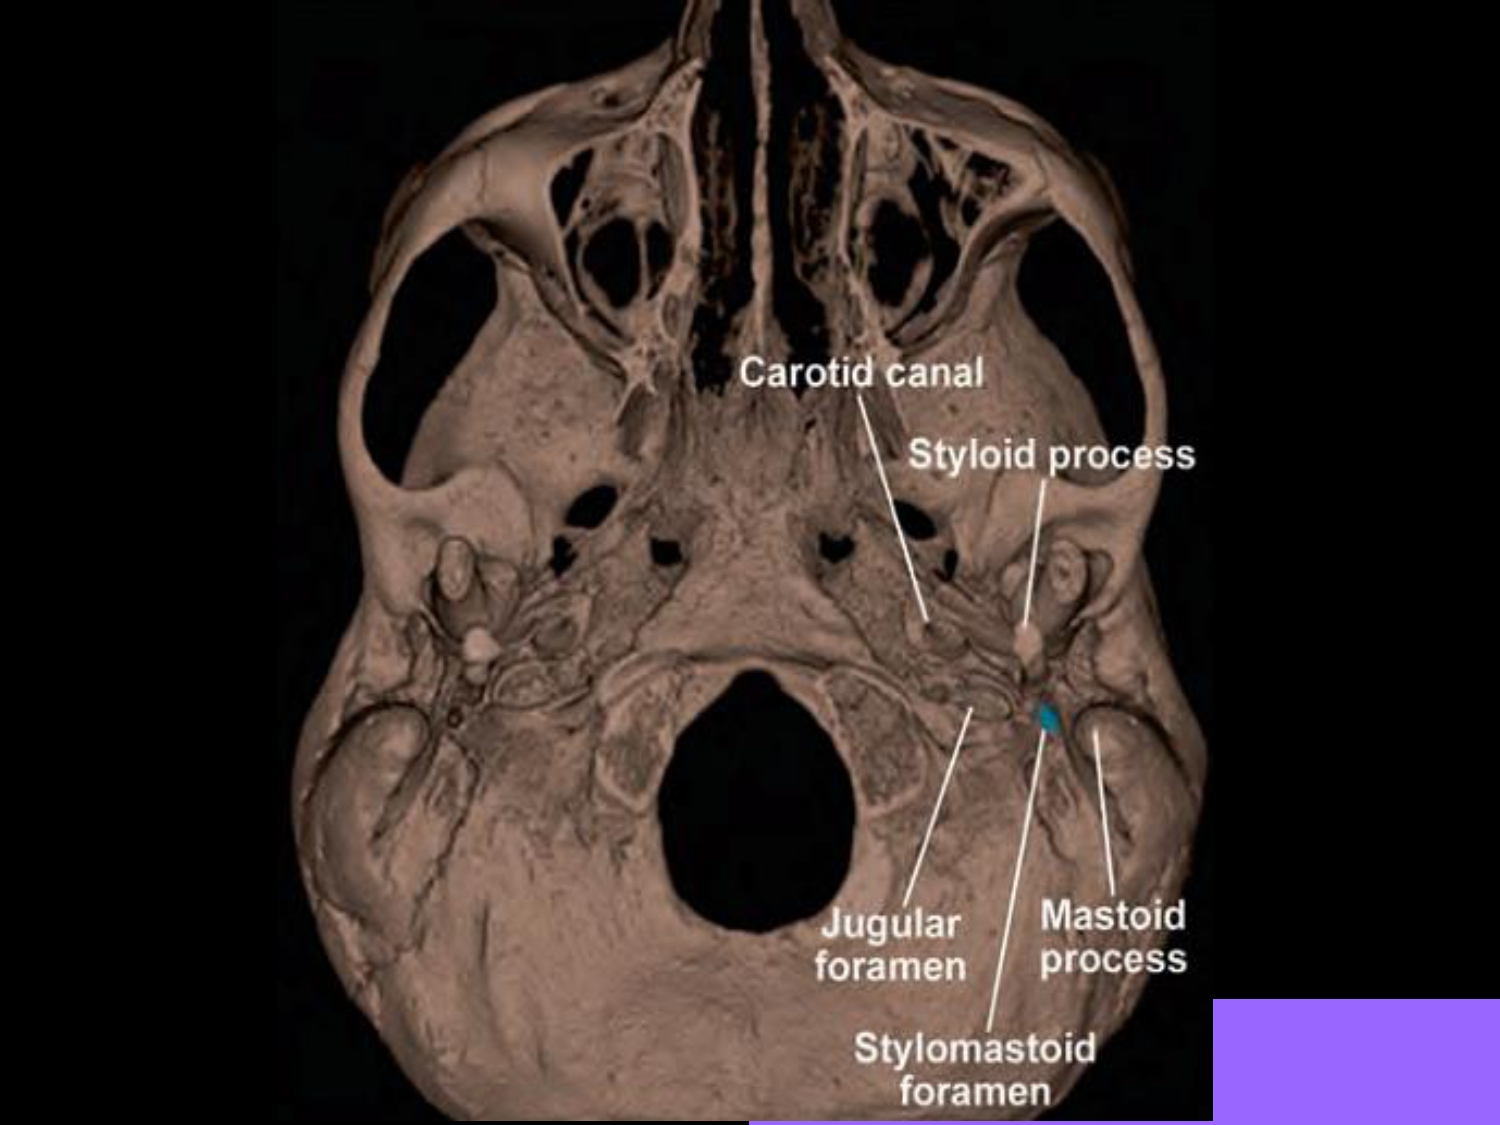 Carotid canal
Styloid process
Jugular
foramen
Mastoid
process
Stylomastoid
foramen